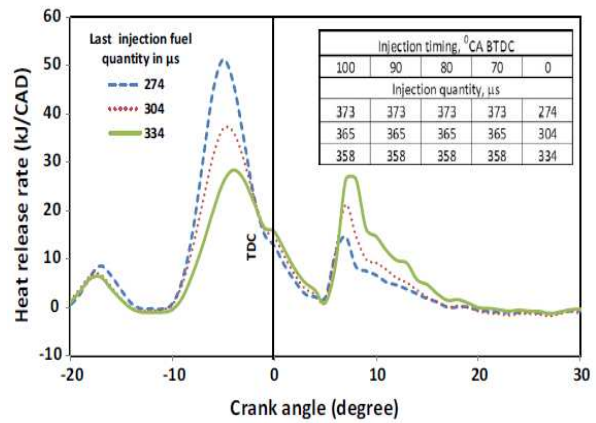 60
50
40
30
20
10
0
-10
Heat release rate (kJ/CAD)
Last injection fuel
quantity in µs
274
304
334
Injection timing, ⁰CA BTDC
100 90 80 70 0
Injection quantity, µs
373 373 373 373 274
365 365 365 365 304
358 358 358 358 334
TDC
-20 -10 0 10 20 30
Crank angle (degree)